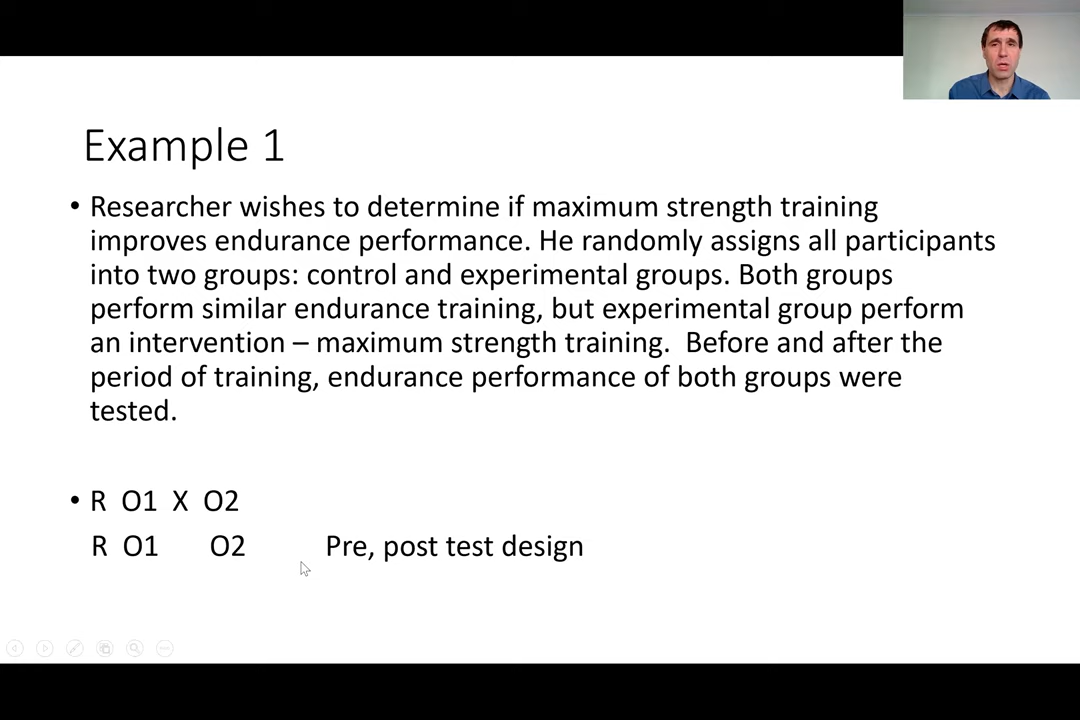 Example 1
• Researcher wishes to determine if maximum strength training
improves endurance performance. He randomly assigns all participants
into two groups: control and experimental groups. Both groups
perform similar endurance training, but experimental group perform
an intervention – maximum strength training.  Before and after the
period of training, endurance performance of both groups were
tested.
• R O1 X O2
R O1 O2 Pre, post test design